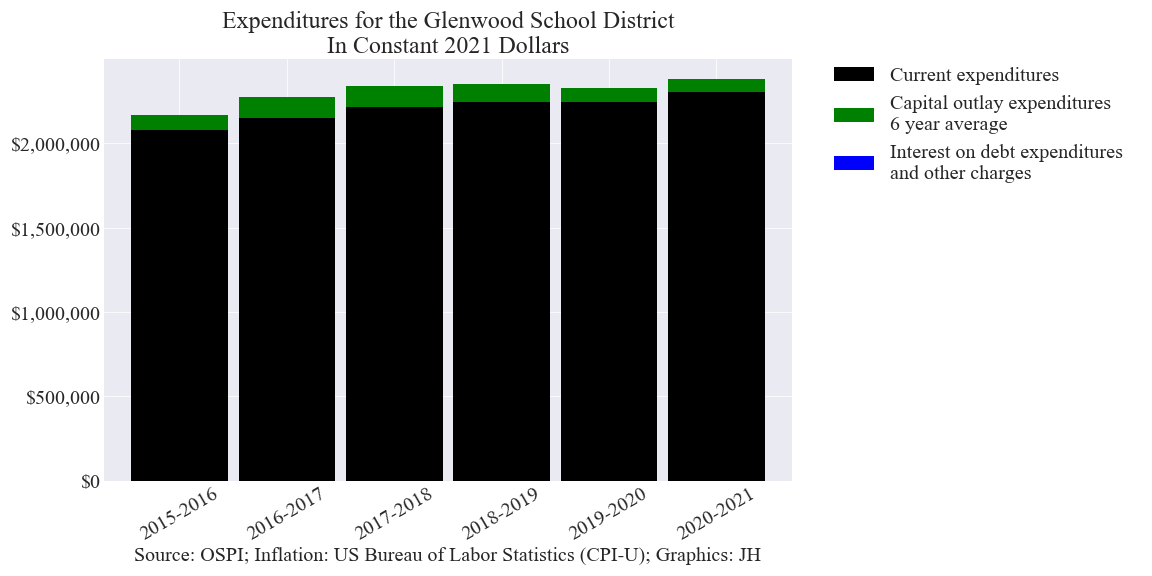 Expenditures for the Glenwood School District
In Constant 2021 Dollars
Current expenditures
Capital outlay expenditures
6 year average
Interest on debt expenditures
and other charges
$2,000,000
$1,500,000
$1,000,000
$500,000
$0
2015-2016
2016-2017
2017-2018
2018-2019
2019-2020
2020-2021
Source: OSPI; Inflation: US Bureau of Labor Statistics (CPI-U); Graphics: JH